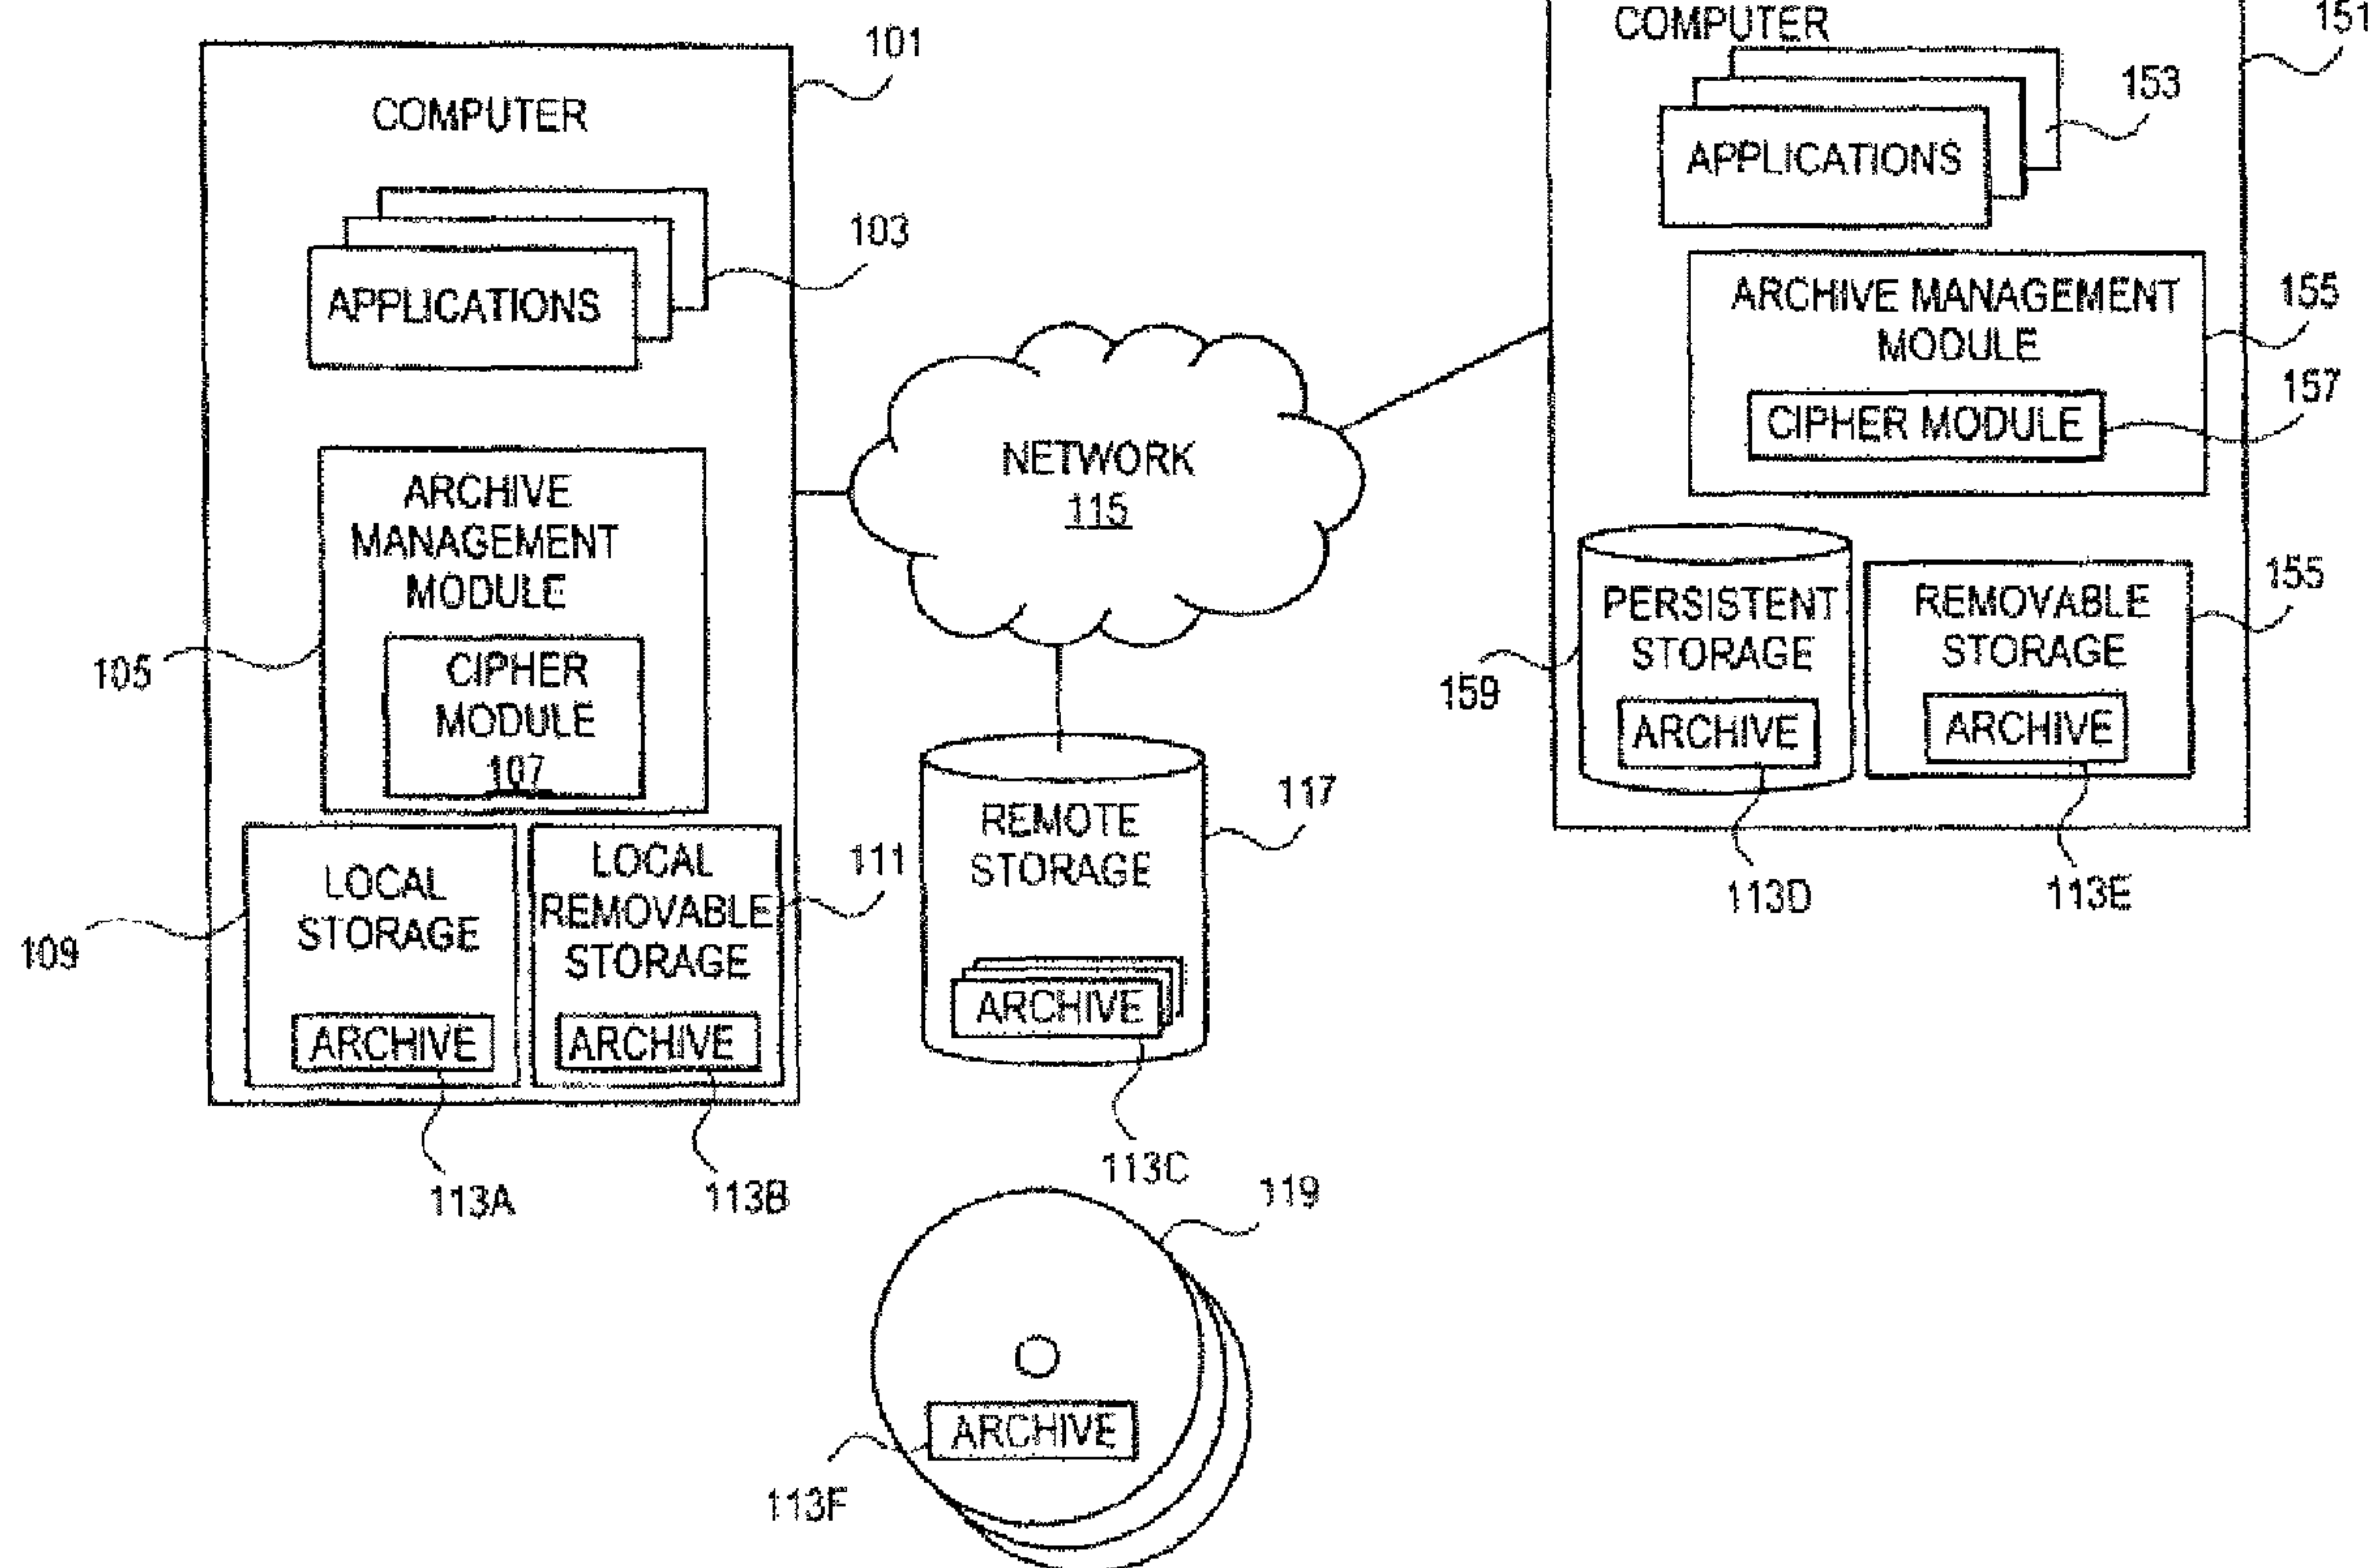 COMPUTER
101
APPLICATIONS
103
ARCHIVE
MANAGEMENT
MODULE
105
CIPHER
MODULE
107
LOCAL
STORAGE
109
ARCHIVE
113A
LOCAL
REMOVABLE
STORAGE
111
ARCHIVE
113B
NETWORK
115
REMOTE
STORAGE
117
ARCHIVE
113C
119
ARCHIVE
113F
COMPUTER
151
APPLICATIONS
153
ARCHIVE MANAGEMENT
MODULE
155
CIPHER MODULE
157
PERSISTENT
STORAGE
159
ARCHIVE
113D
REMOVABLE
STORAGE
155
ARCHIVE
113E